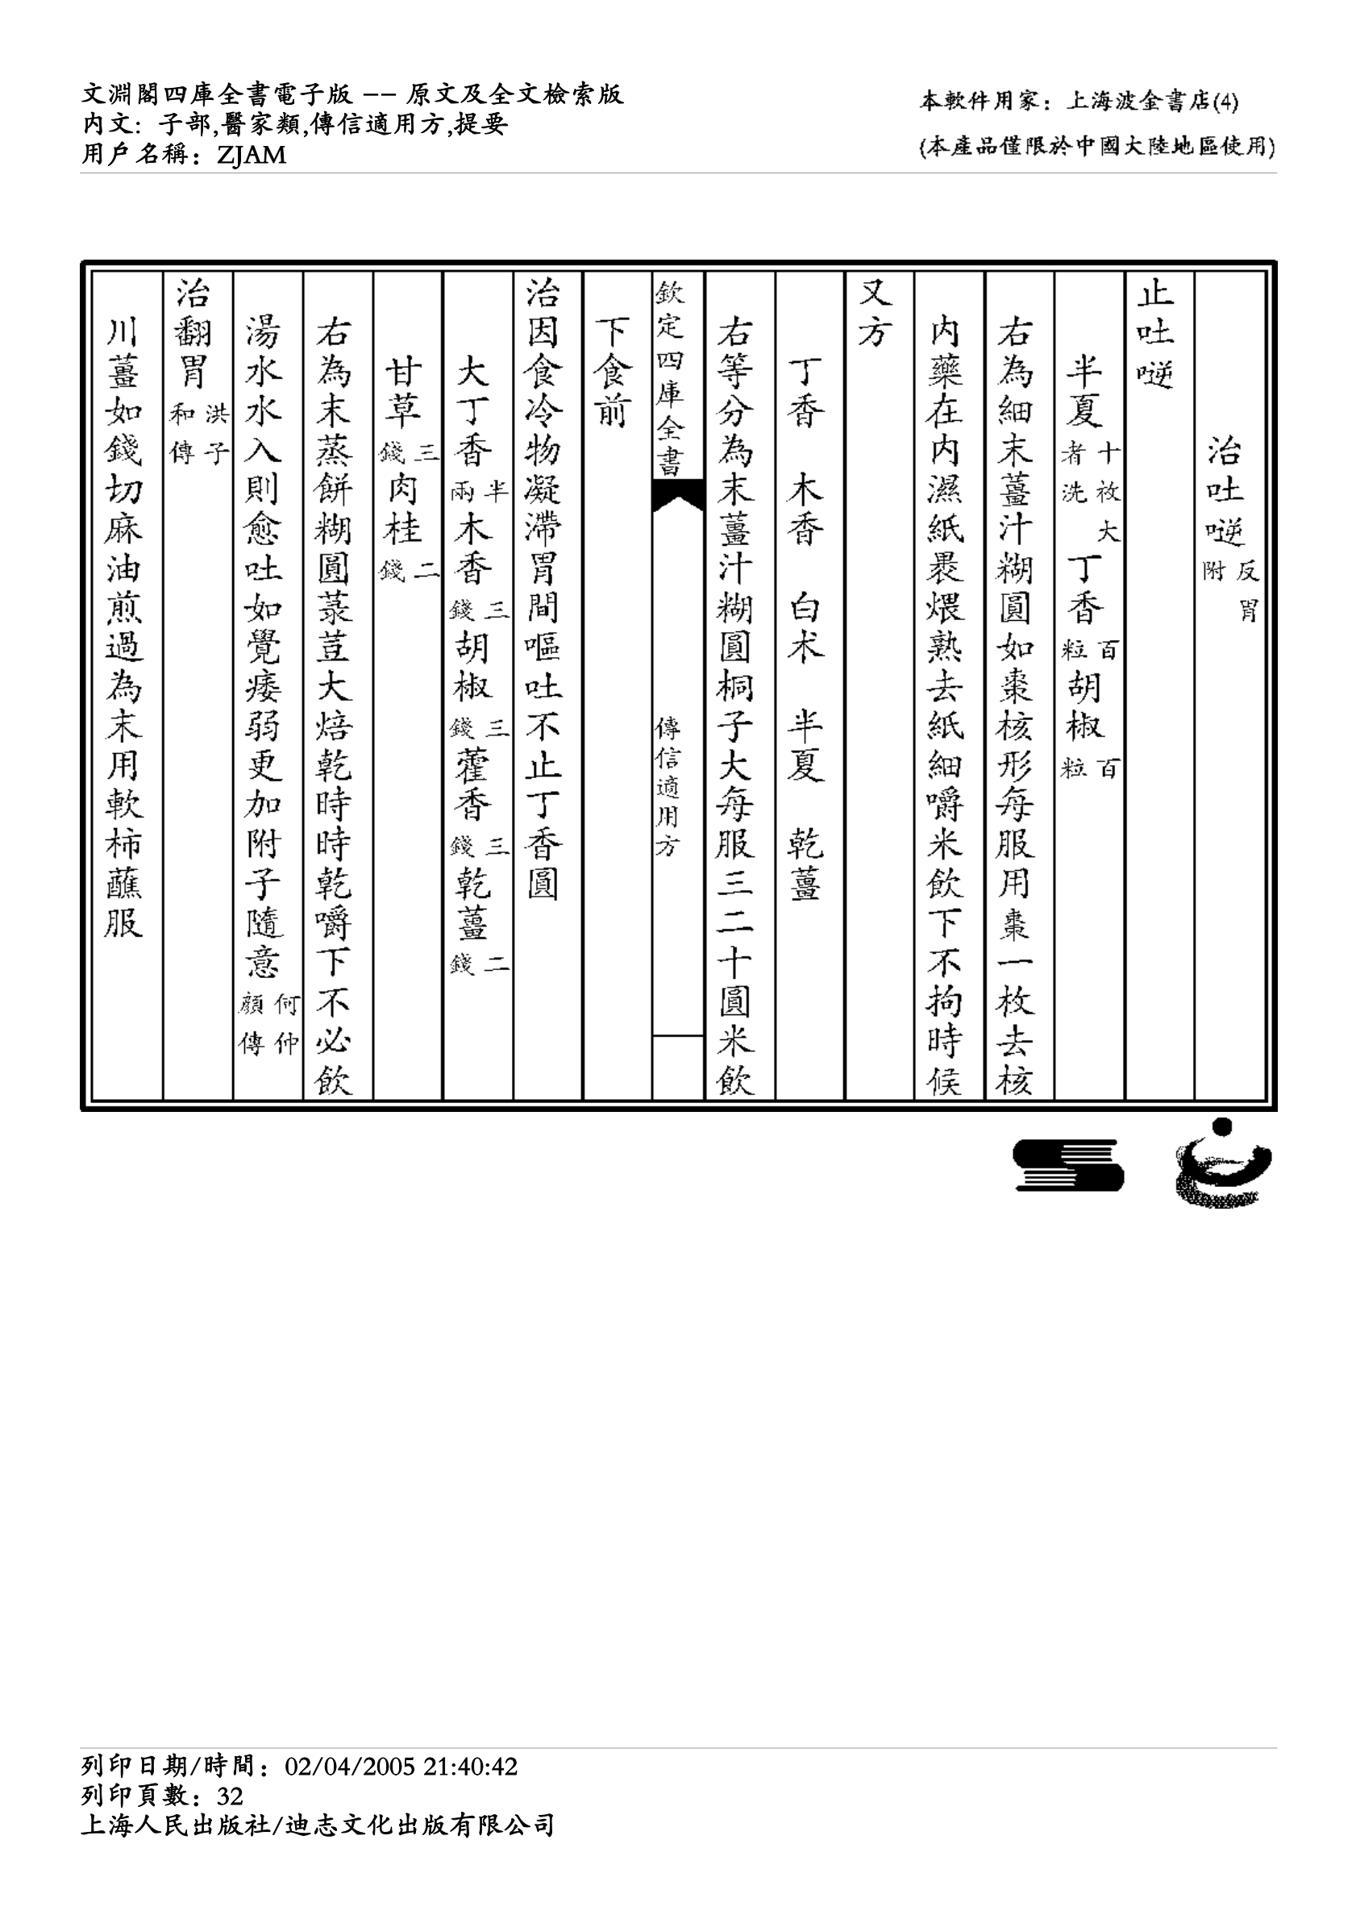 文淵閣四庫全書電子版 -- 原文及全文檢索版
內文: 子部,醫家類,傳信適用方,提要
用戶名稱: ZJAM
本軟件用家: 上海波金書店(4)
(本產品僅限於中國大陸地區使用)
治吐噬反胃附
止吐噬
半夏十枚大者洗丁香百粒胡椒百粒
右為細末薑汁糊圓如棗核形每服用棗一枚去核
內藥在內濕紙裹煨熟去紙細嚼米飲下不拘時候
又方
丁香 木香 白朮 半夏 乾薑
右等分為末薑汁糊圓桐子大每服三二十圓米飲
欽定四庫全書 傳信適用方
下食前
治因食冷物凝滯胃間嘔吐不止丁香圓
大丁香半兩木香三錢胡椒三錢藿香三錢乾薑二錢
甘草三錢肉桂二錢
右為末蒸餅糊圓菉荳大焙乾時時乾嚼下不必飲
湯水水入則愈吐如覺痿弱更加附子隨意何仲顏傳
治翻胃洪子和傳
川薑如錢切麻油煎過為末用軟柿蘸服
列印日期/時間: 02/04/2005 21:40:42
列印頁數: 32
上海人民出版社/迪志文化出版有限公司